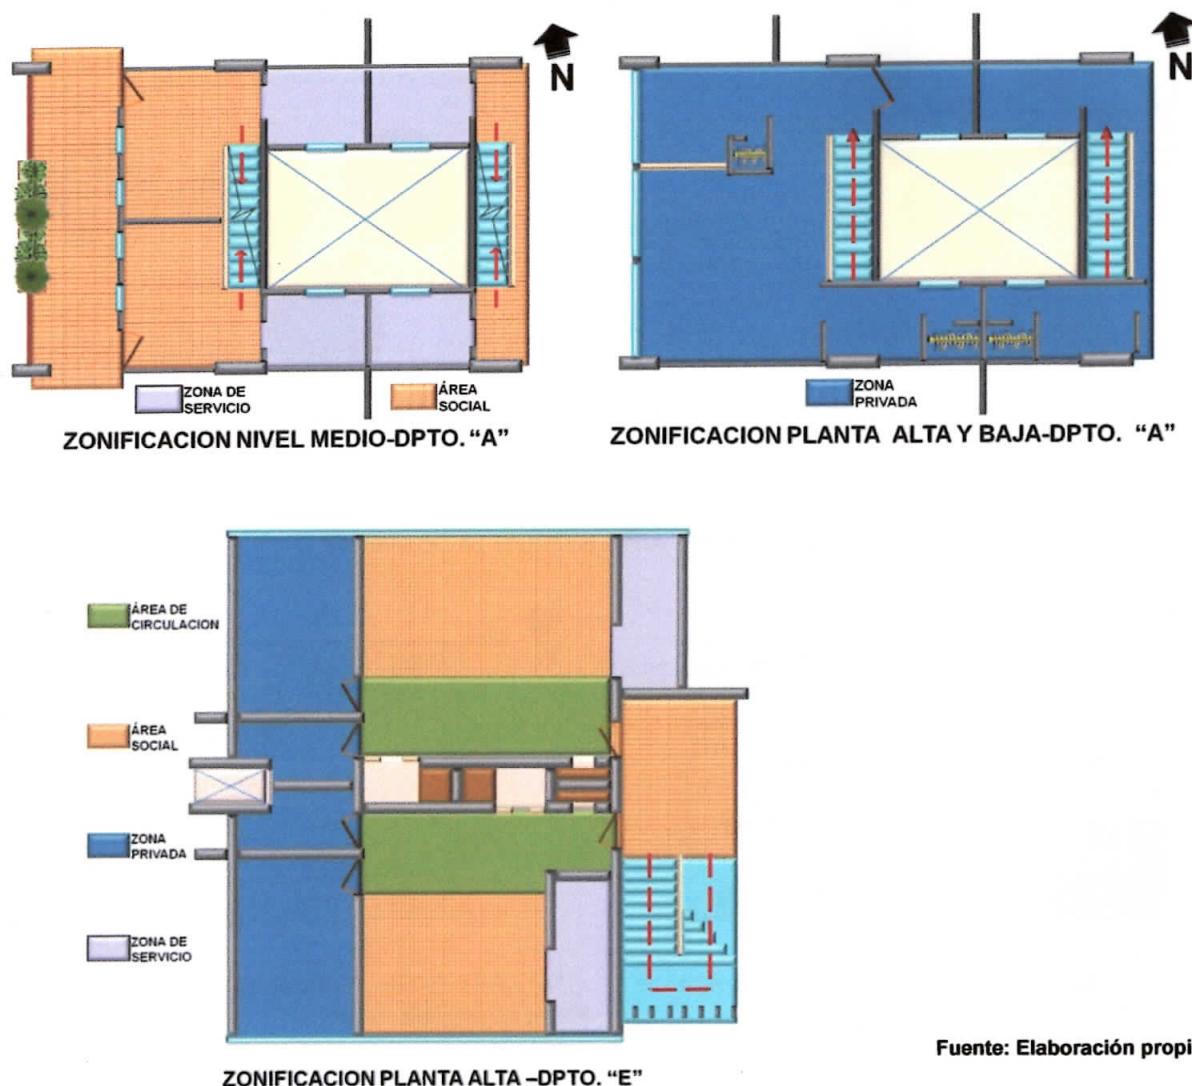 N
N
ZONA DE
SERVICIO
ÁREA
SOCIAL
ZONA
PRIVADA
ZONIFICACION NIVEL MEDIO-DPTO. “A”
ZONIFICACION PLANTA ALTA Y BAJA-DPTO. “A”
ÁREA DE
CIRCULACION
ÁREA
SOCIAL
ZONA
PRIVADA
ZONA DE
SERVICIO
Fuente: Elaboración propi
ZONIFICACION PLANTA ALTA –DPTO. “E”